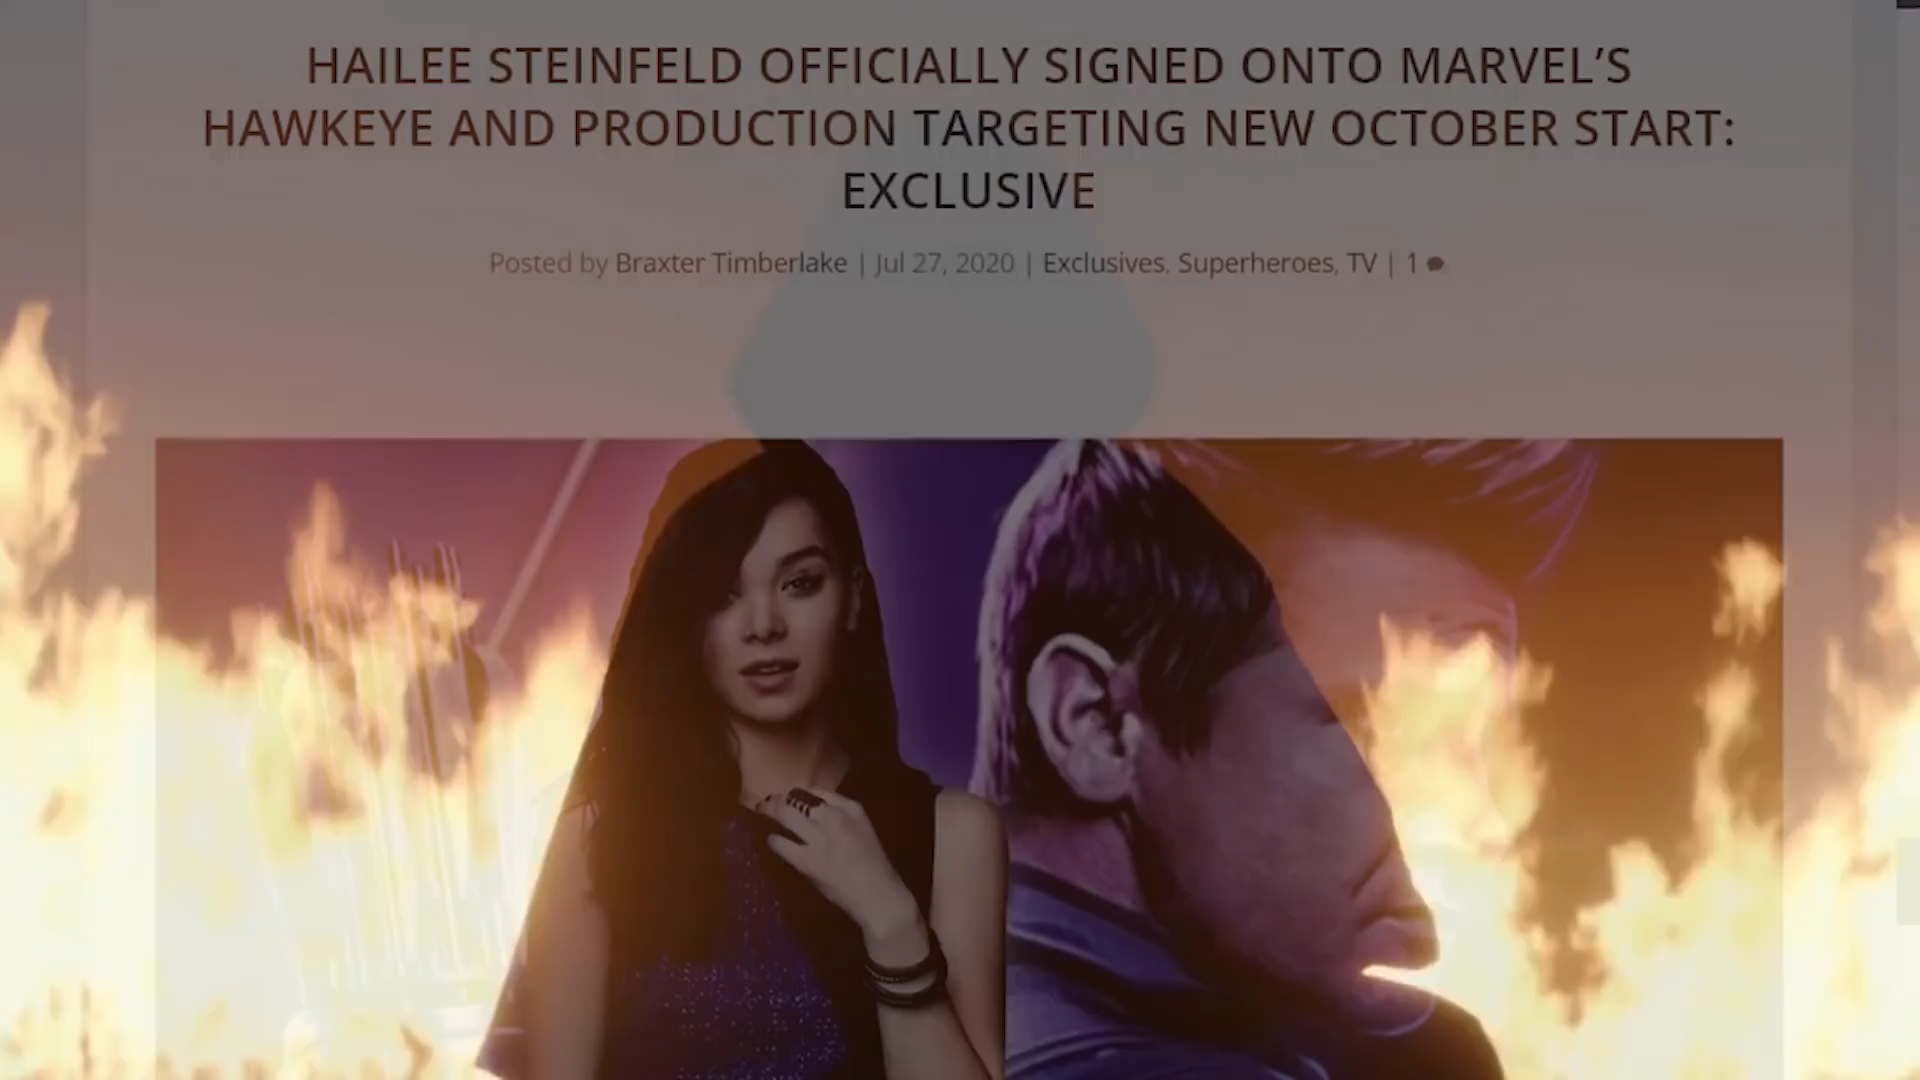 HAILEE STEINFELD OFFICIALLY SIGNED ONTO MARVEL’S
HAWKEYE AND PRODUCTION TARGETING NEW OCTOBER START:
EXCLUSIVE
Posted by Braxter Timberlake | Jul 27, 2020 | Exclusives, Superheroes, TV | 1